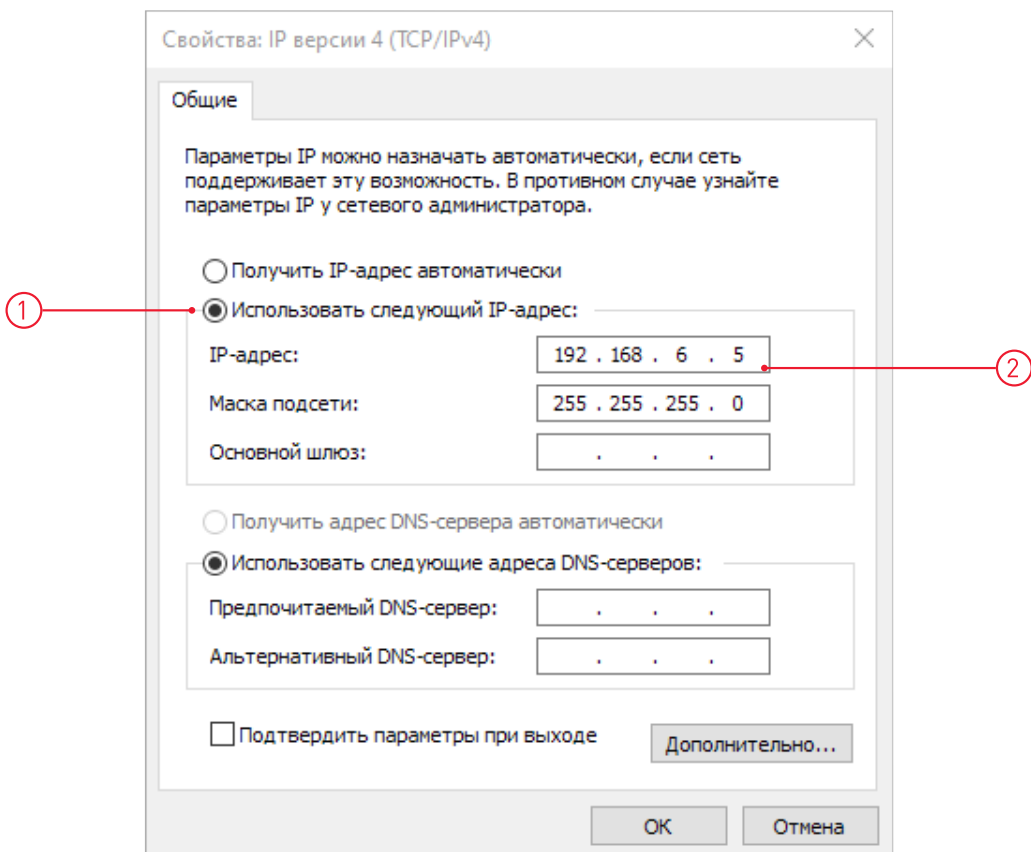 Свойства: IP версии 4 (TCP/IPv4)
Общие
Параметры IP можно назначать автоматически, если сеть
поддерживает эту возможность. В противном случае узнайте
параметры IP у сетевого администратора.
Получить IP-адрес автоматически
1
Использовать следующий IP-адрес:
IP-адрес: 192 . 168 . 6 . 5
2
Маска подсети: 255 . 255 . 255 . 0
Основной шлюз: . . .
Получить адрес DNS-сервера автоматически
Использовать следующие адреса DNS-серверов:
Предпочитаемый DNS-сервер: . . .
Альтернативный DNS-сервер: . . .
Подтвердить параметры при выходе
Дополнительно...
ОК Отмена